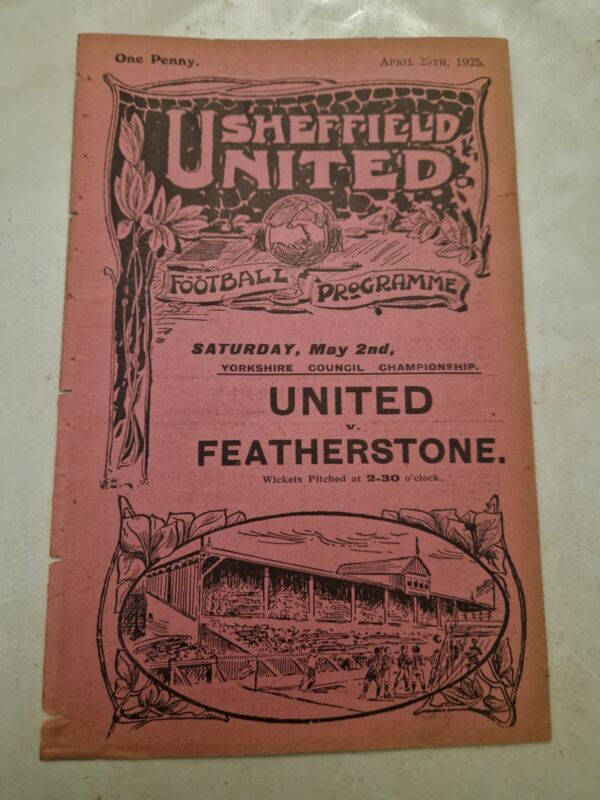 One Penny. APRIL 25TH, 1925.
SHEFFIELD
UNITED
FOOTBALL PROGRAMME
SATURDAY, May 2nd,
YORKSHIRE COUNCIL CHAMPIONSHIP.
UNITED
v.
FEATHERSTONE.
Wickets Pitched at 2-30 o'clock.